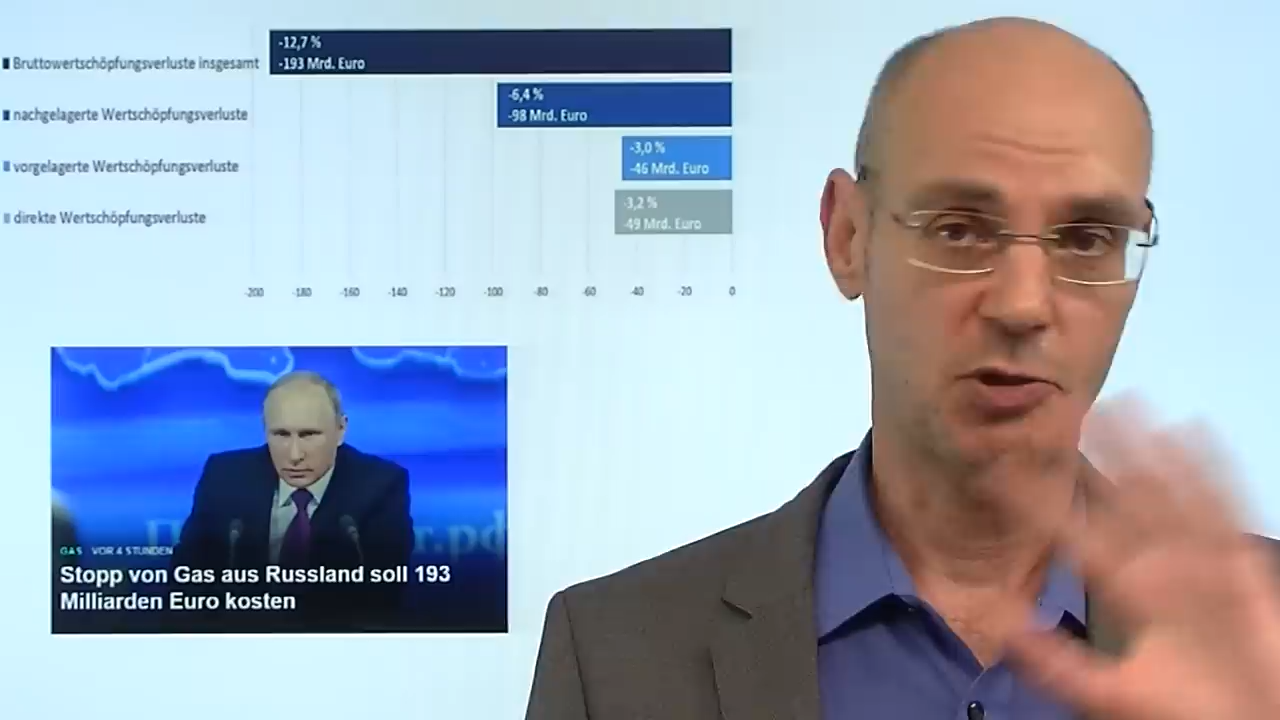 -12,7 %
Bruttowertschöpfungsverluste insgesamt -193 Mrd. Euro
-6,4 %
nachgelagerte Wertschöpfungsverluste -98 Mrd. Euro
-3,0 %
vorgelagerte Wertschöpfungsverluste -46 Mrd. Euro
-3,2 %
direkte Wertschöpfungsverluste -49 Mrd. Euro
-200 -180 -160 -140 -120 -100 -80 -60 -40 -20 0
т.рф
GAS VOR 4 STUNDEN
Stopp von Gas aus Russland soll 193
Milliarden Euro kosten